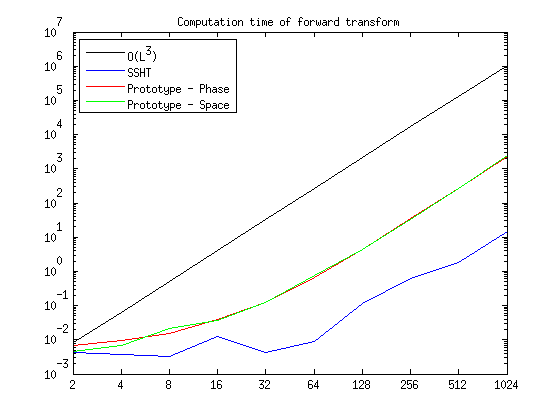 Computation time of forward transform
10^7
10^6
10^5
10^4
10^3
10^2
10^1
10^0
10^-1
10^-2
10^-3
O(L^3)
SSHT
Prototype - Phase
Prototype - Space
2 4 8 16 32 64 128 256 512 1024